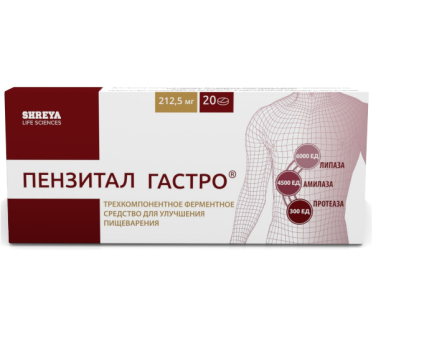 SHREYA
LIFE SCIENCES
212,5 мг
20
ПЕНЗИТАЛ ГАСТРО®
ТРЕХКОМПОНЕНТНОЕ ФЕРМЕНТНОЕ
СРЕДСТВО ДЛЯ УЛУЧШЕНИЯ
ПИЩЕВАРЕНИЯ
6000 ЕД
ЛИПАЗА
4500 ЕД
АМИЛАЗА
300 ЕД
ПРОТЕАЗА